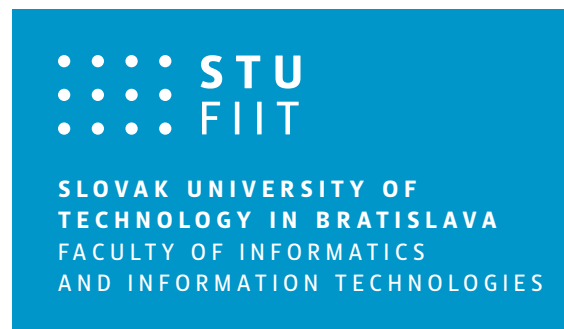 STU
FIIT
SLOVAK UNIVERSITY OF
TECHNOLOGY IN BRATISLAVA
FACULTY OF INFORMATICS
AND INFORMATION TECHNOLOGIES